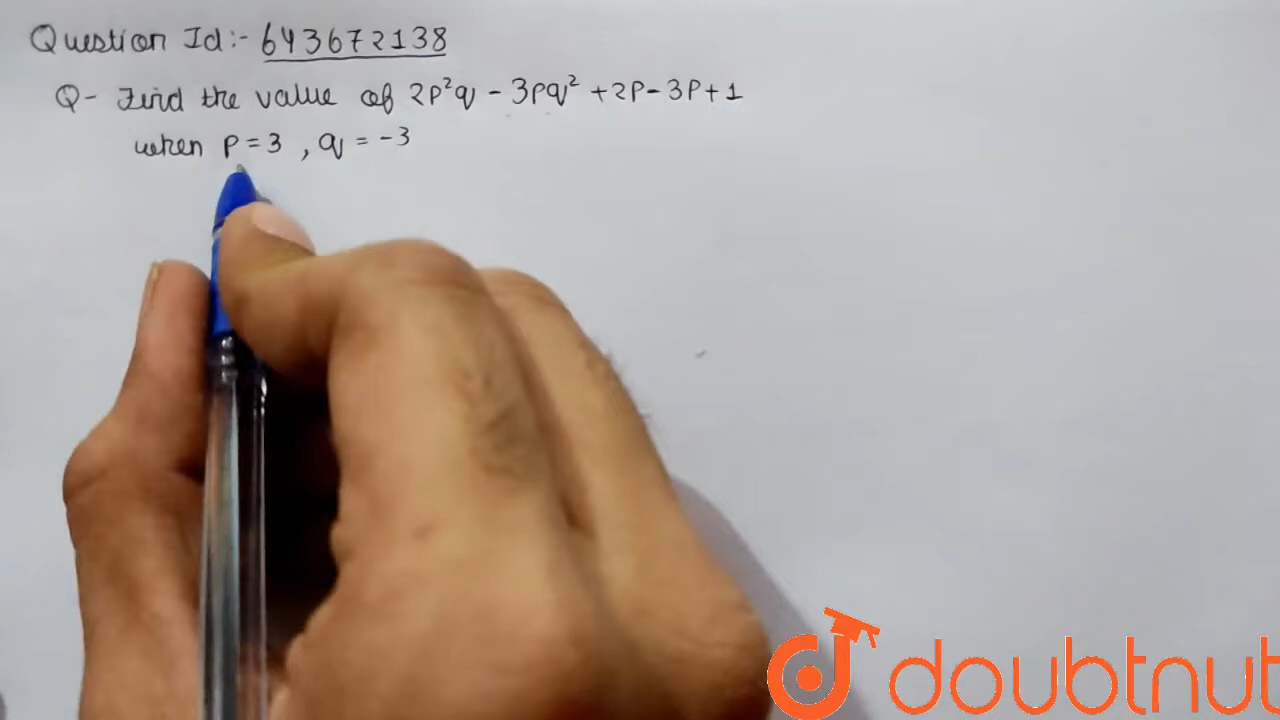 Question Id:- 643672138
Q- Find the value of 2p²q - 3pq² + 2P - 3P + 1
when P = 3 , q = -3
doubtnut